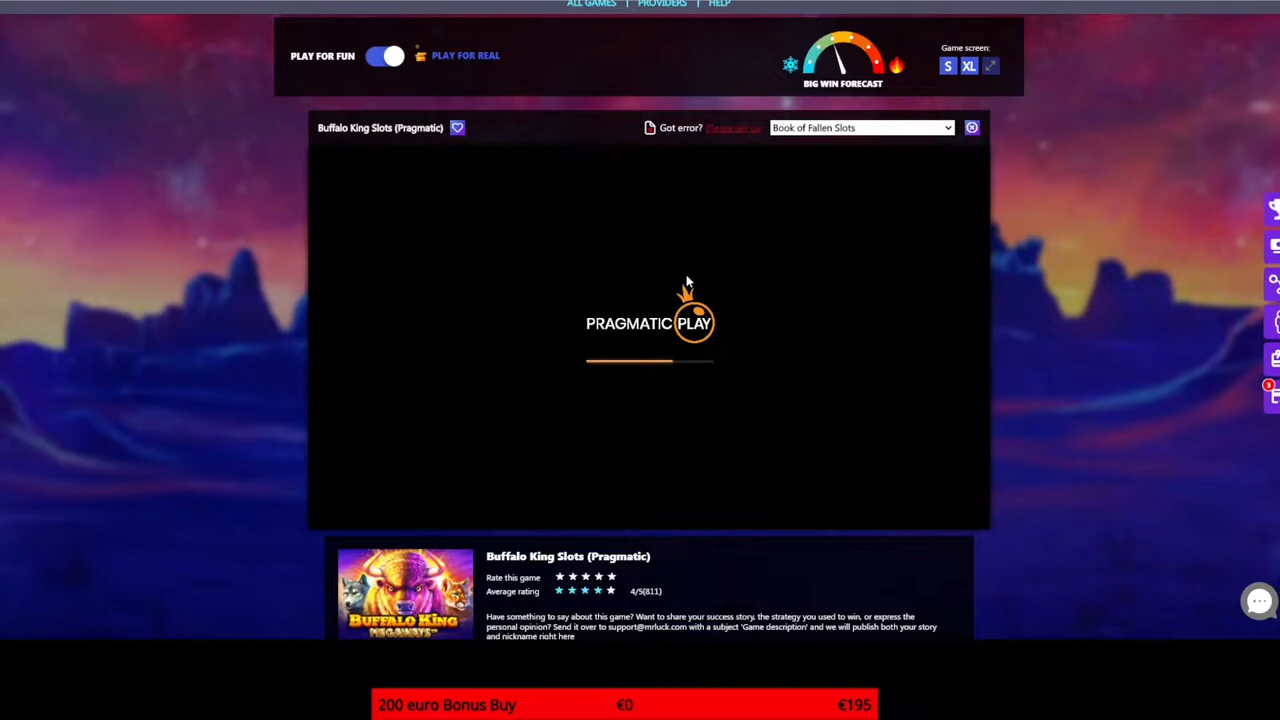 ALL GAMES | PROVIDERS | HELP
PLAY FOR FUN PLAY FOR REAL
Game screen:
S XL
BIG WIN FORECAST
Buffalo King Slots (Pragmatic) Got error? Book of Fallen Slots
PRAGMATIC PLAY
3
Buffalo King Slots (Pragmatic)
Rate this game
Average rating 4/5(811)
BUFFALO KING
MEGAWAYS™
Have something to say about this game? Want to share your success story, the strategy you used to win, or express the
personal opinion? Send it over to support@mrluck.com with a subject 'Game description' and we will publish both your story
and nickname right here
200 euro Bonus Buy €0 €195